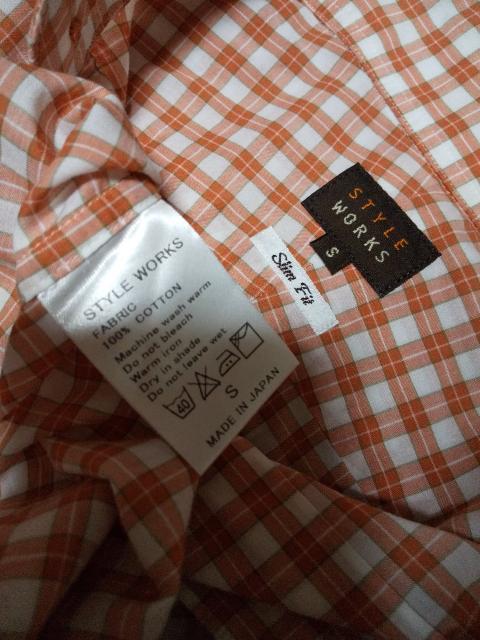 STYLE WORKS
FABRIC
100% COTTON
Machine wash warm
Do not bleach
Warm iron
Dry in shade
Do not leave wet
40
S
MADE IN JAPAN
STYLE
WORKS
S
Slim Fit